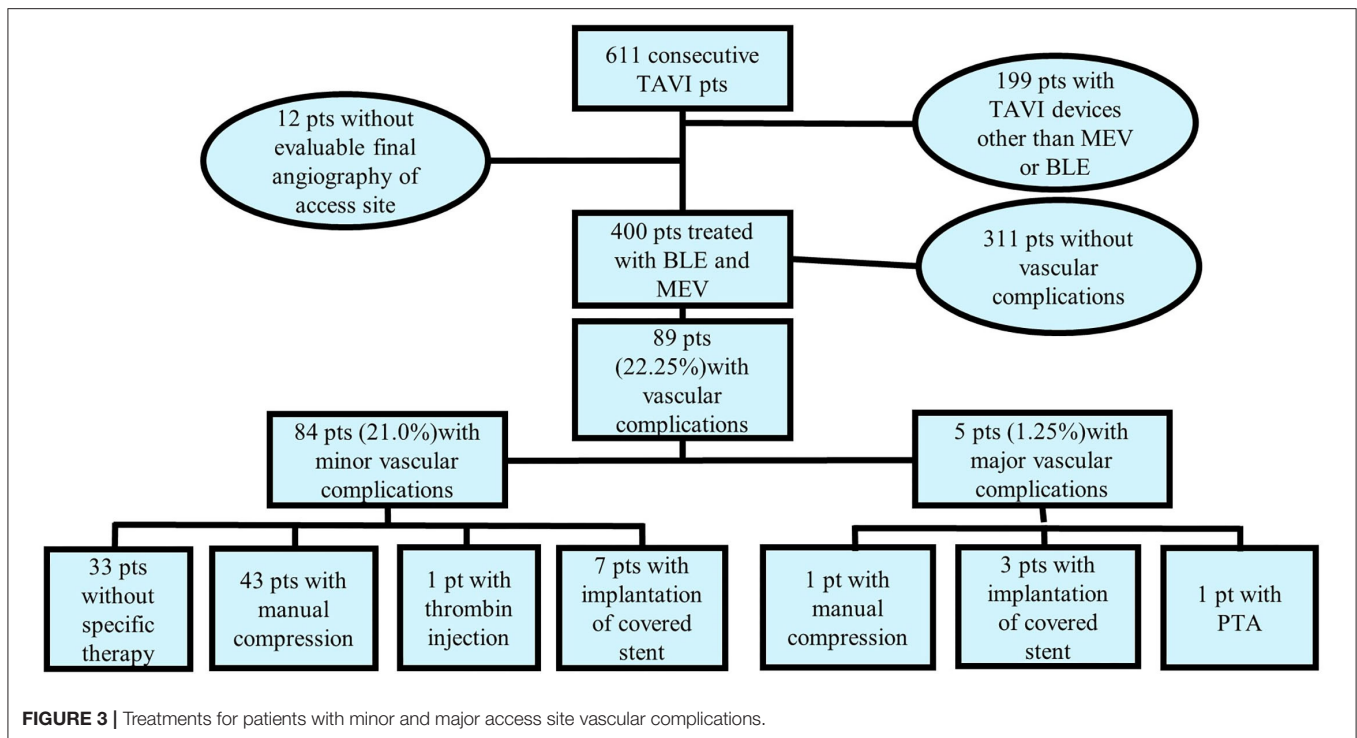 611 consecutive
TAVI pts
199 pts with
TAVI devices
other than MEV
or BLE
12 pts without
evaluable final
angiography of
access site
400 pts treated
with BLE and
MEV
311 pts without
vascular
complications
89 pts
(22.25%)with
vascular
complications
84 pts (21.0%)with
minor vascular
complications
5 pts (1.25%)with
major vascular
complications
33 pts
without
specific
therapy
43 pts with
manual
compression
1 pt with
thrombin
injection
7 pts with
implantation
of covered
stent
1 pt with
manual
compression
3 pts with
implantation
of covered
stent
1 pt with
PTA
FIGURE 3 | Treatments for patients with minor and major access site vascular complications.